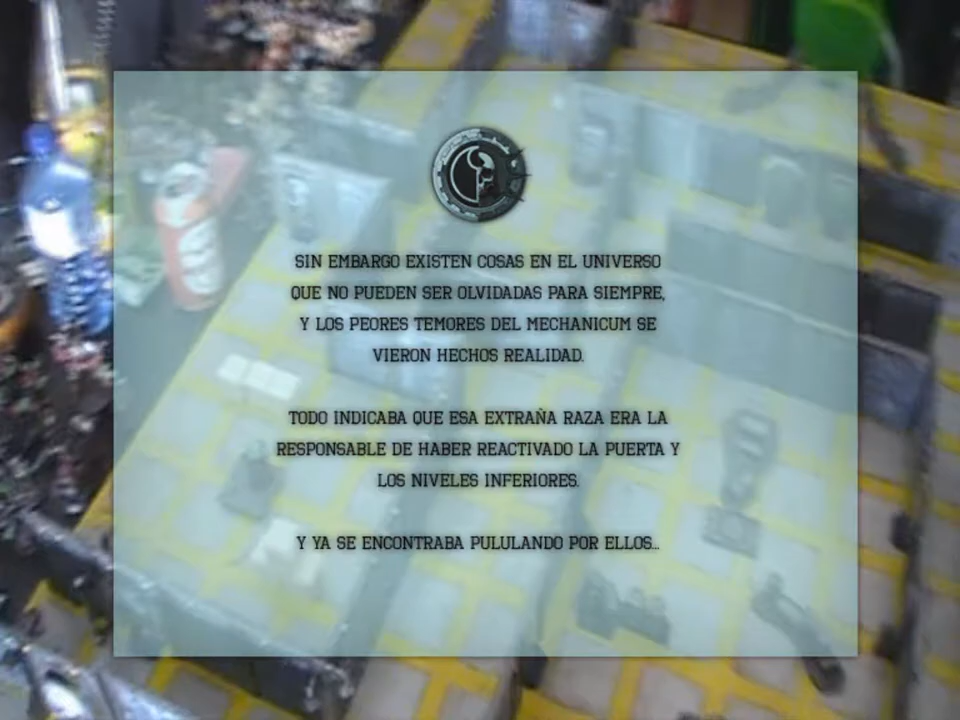 SIN EMBARGO EXISTEN COSAS EN EL UNIVERSO
QUE NO PUEDEN SER OLVIDADAS PARA SIEMPRE,
Y LOS PEORES TEMORES DEL MECHANICUM SE
VIERON HECHOS REALIDAD.
TODO INDICABA QUE ESA EXTRAÑA RAZA ERA LA
RESPONSABLE DE HABER REACTIVADO LA PUERTA Y
LOS NIVELES INFERIORES.
Y YA SE ENCONTRABA PULULANDO POR ELLOS...